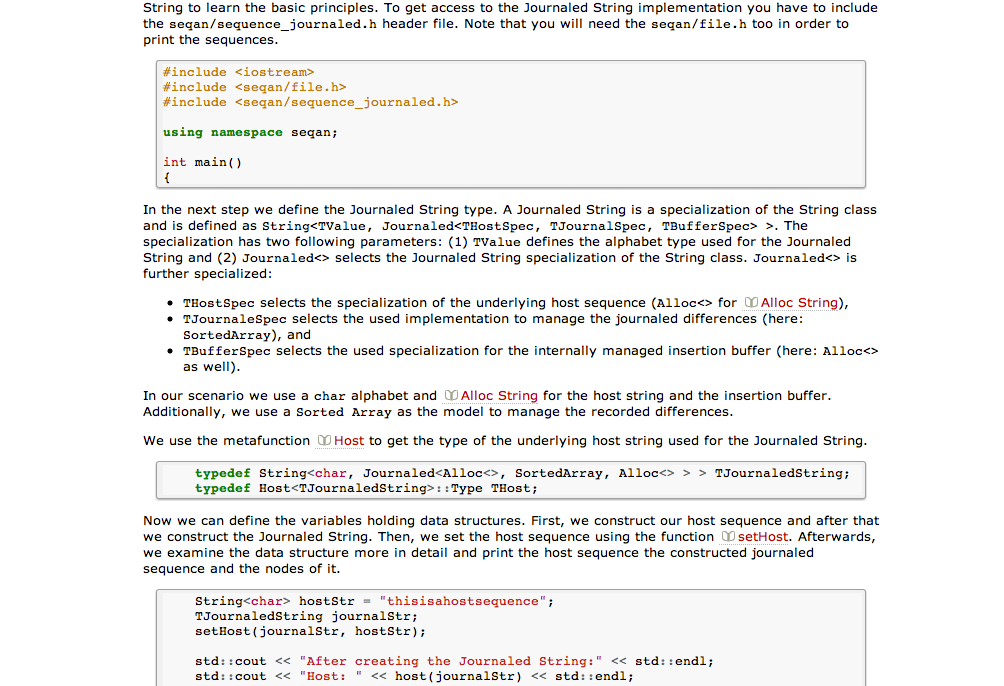 String to learn the basic principles. To get access to the Journaled String implementation you have to include
the seqan/sequence_journaled.h header file. Note that you will need the seqan/file.h too in order to
print the sequences.
#include <iostream>
#include <seqan/file.h>
#include <seqan/sequence_journaled.h>
using namespace seqan;
int main()
{
In the next step we define the Journaled String type. A Journaled String is a specialization of the String class
and is defined as String<TValue, Journaled<THostSpec, TJournalSpec, TBufferSpec> >. The
specialization has two following parameters: (1) TValue defines the alphabet type used for the Journaled
String and (2) Journaled<> selects the Journaled String specialization of the String class. Journaled<> is
further specialized:
• THostSpec selects the specialization of the underlying host sequence (Alloc<> for Alloc String),
• TJournaleSpec selects the used implementation to manage the journaled differences (here:
SortedArray), and
• TBufferSpec selects the used specialization for the internally managed insertion buffer (here: Alloc<>
as well).
In our scenario we use a char alphabet and Alloc String for the host string and the insertion buffer.
Additionally, we use a Sorted Array as the model to manage the recorded differences.
We use the metafunction Host to get the type of the underlying host string used for the Journaled String.
typedef String<char, Journaled<Alloc<>, SortedArray, Alloc<> > > TJournaledString;
typedef Host<TJournaledString>::Type THost;
Now we can define the variables holding data structures. First, we construct our host sequence and after that
we construct the Journaled String. Then, we set the host sequence using the function setHost. Afterwards,
we examine the data structure more in detail and print the host sequence the constructed journaled
sequence and the nodes of it.
String<char> hostStr = "thisisahostsequence";
TJournaledString journalStr;
setHost(journalStr, hostStr);
std::cout << "After creating the Journaled String:" << std::endl;
std::cout << "Host: " << host(journalStr) << std::endl;